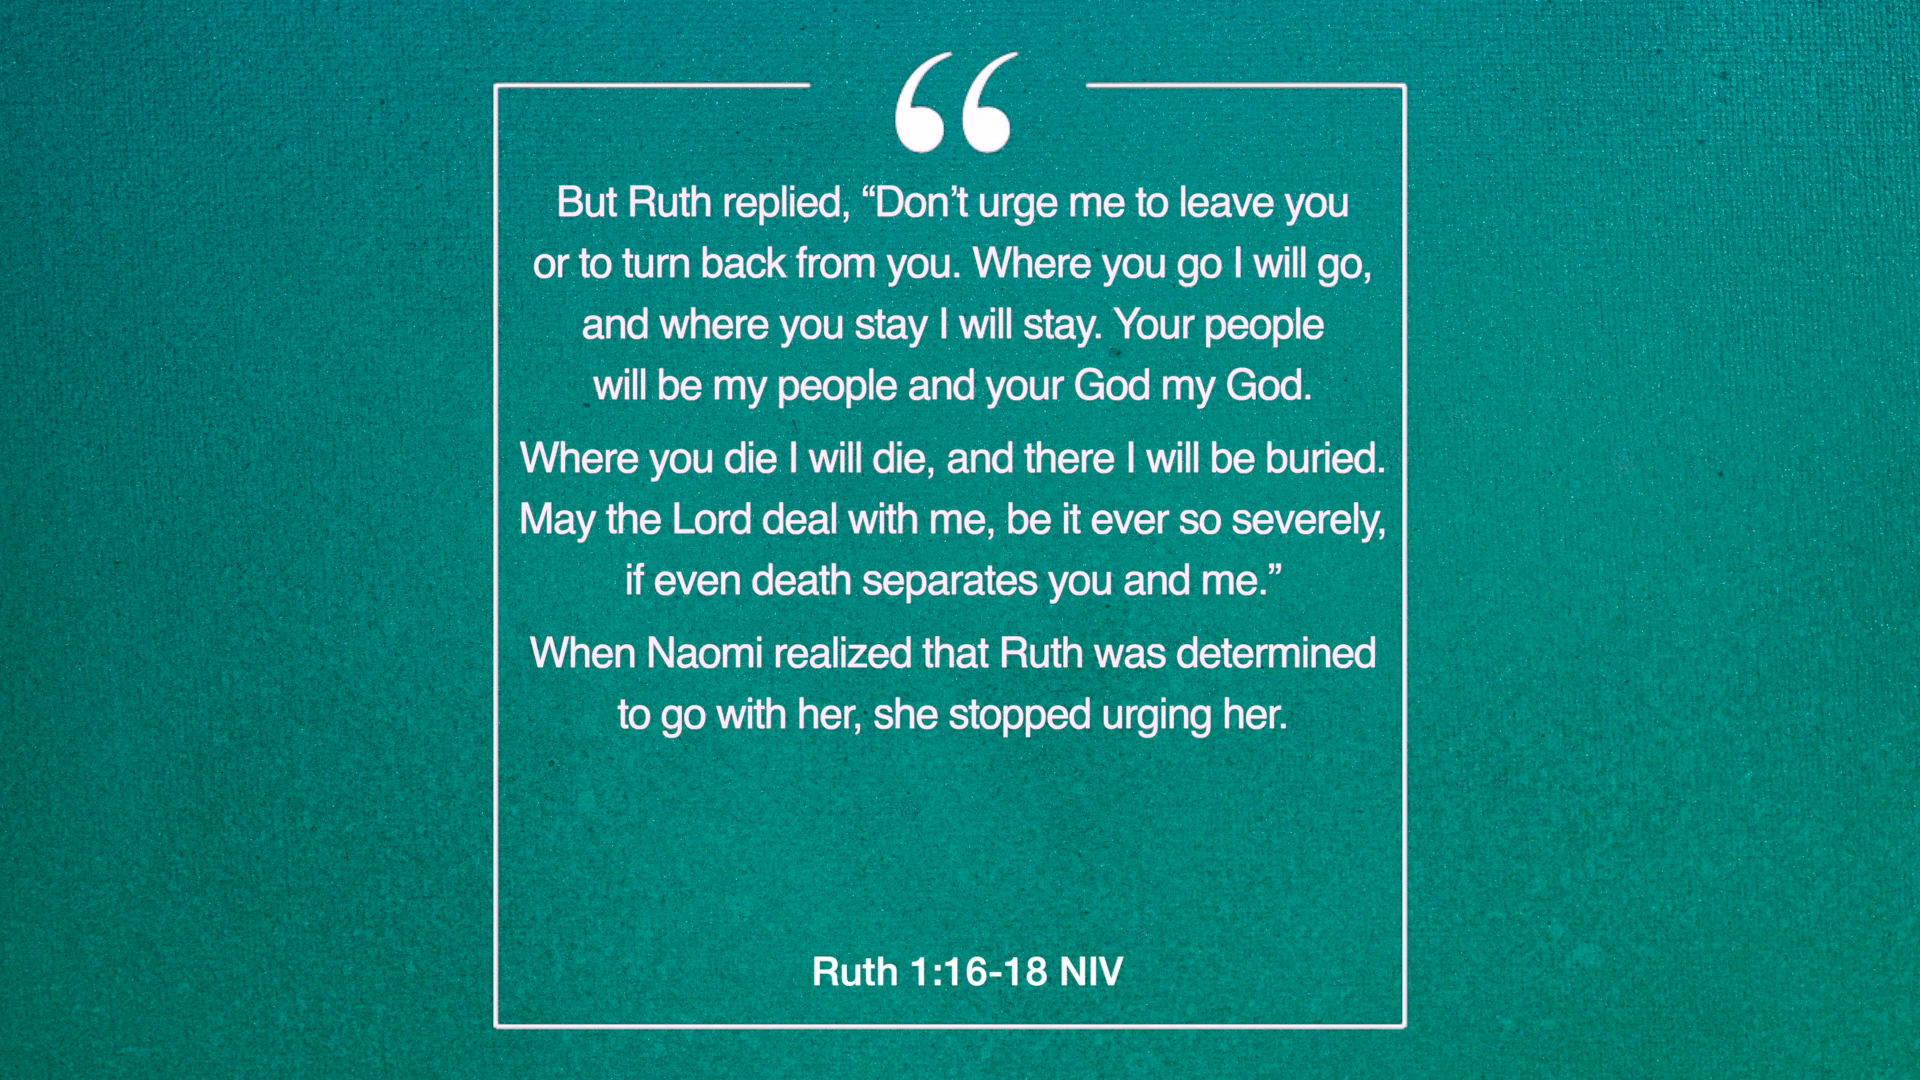 “
But Ruth replied, “Don’t urge me to leave you
or to turn back from you. Where you go I will go,
and where you stay I will stay. Your people
will be my people and your God my God.
Where you die I will die, and there I will be buried.
May the Lord deal with me, be it ever so severely,
if even death separates you and me.”
When Naomi realized that Ruth was determined
to go with her, she stopped urging her.
Ruth 1:16-18 NIV